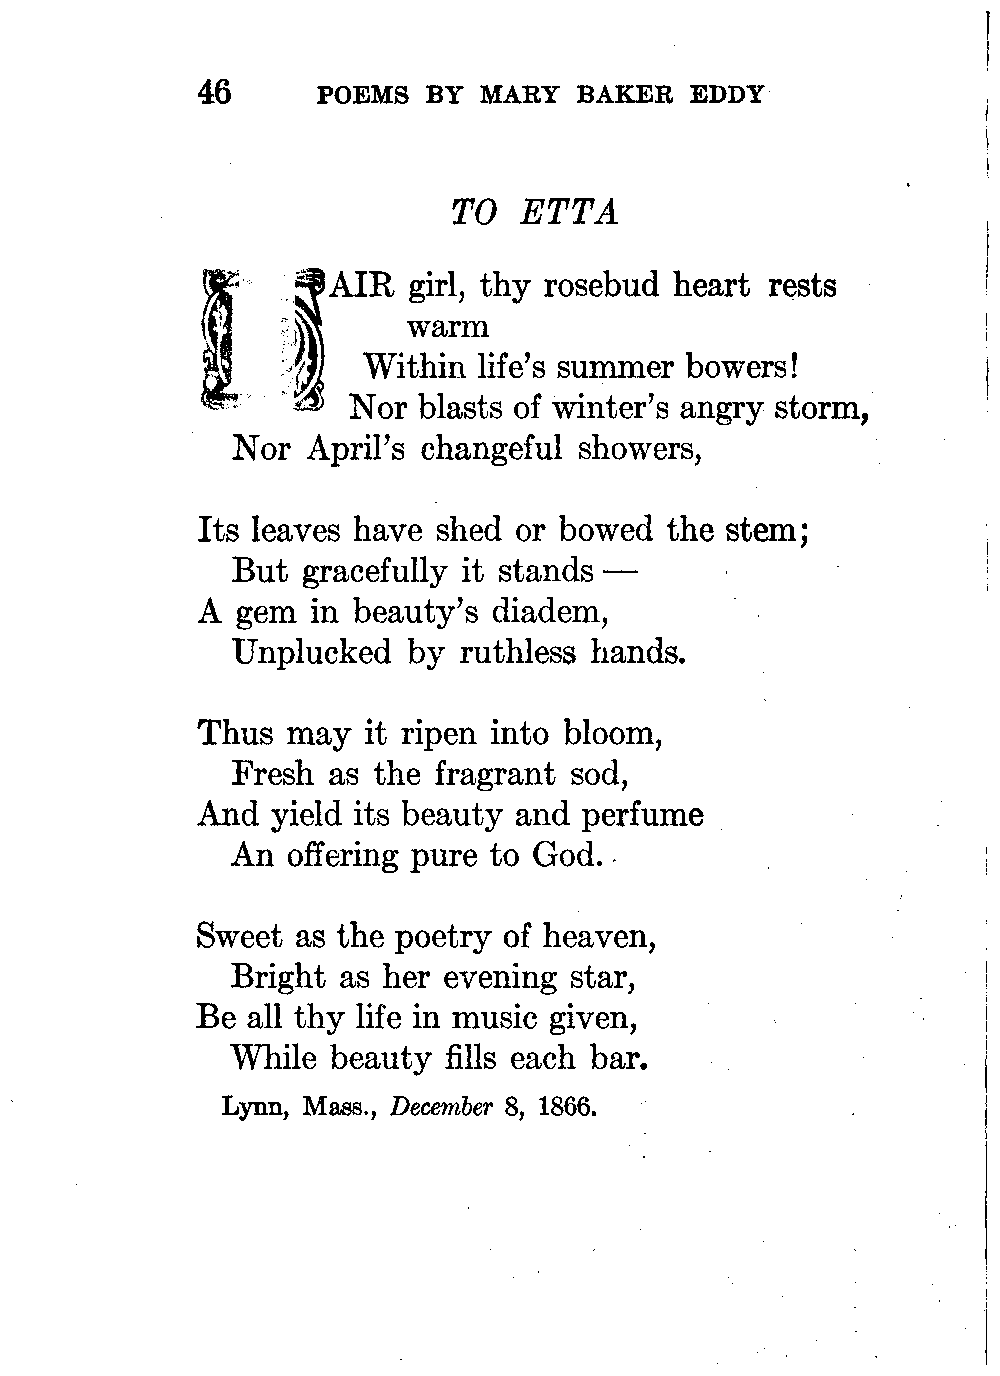 46 POEMS BY MARY BAKER EDDY
TO ETTA
AIR girl, thy rosebud heart rests
warm
Within life's summer bowers!
Nor blasts of winter's angry storm,
Nor April's changeful showers,
Its leaves have shed or bowed the stem;
But gracefully it stands —
A gem in beauty's diadem,
Unplucked by ruthless hands.
Thus may it ripen into bloom,
Fresh as the fragrant sod,
And yield its beauty and perfume
An offering pure to God.
Sweet as the poetry of heaven,
Bright as her evening star,
Be all thy life in music given,
While beauty fills each bar.
Lynn, Mass., December 8, 1866.